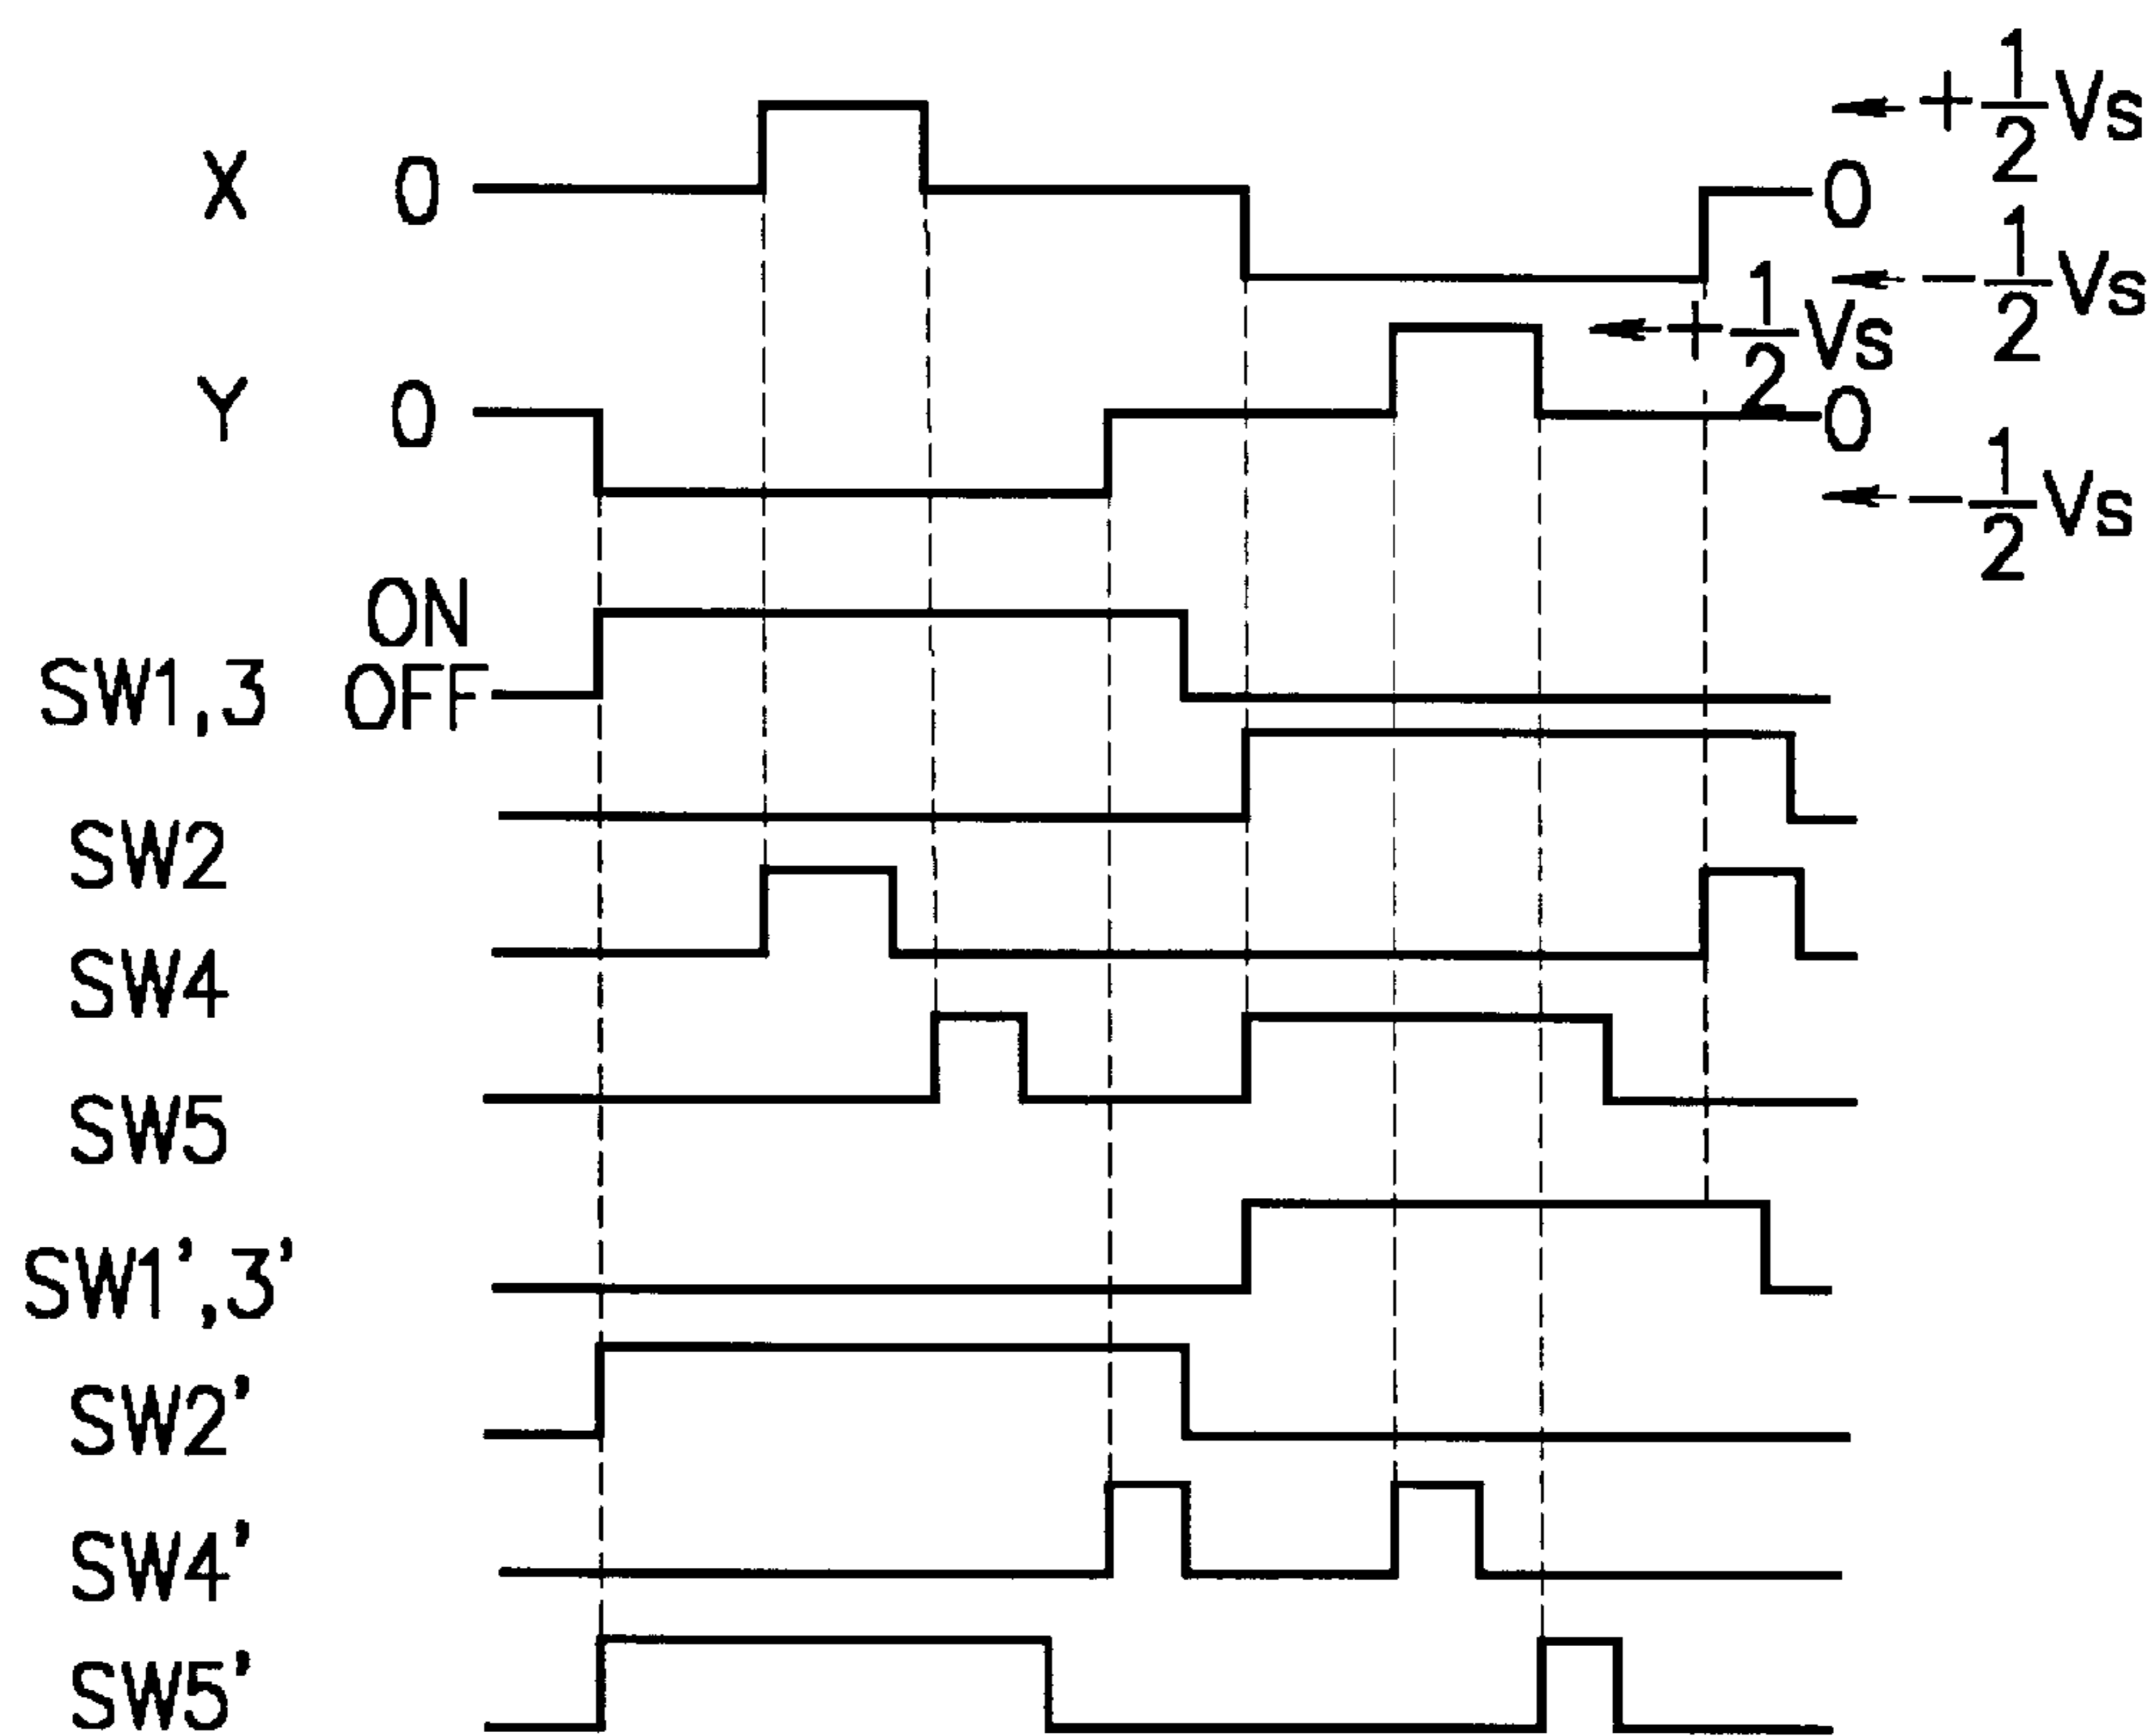 X 0 +1/2Vs
0
-1/2Vs
Y 0 +1/2Vs
0
-1/2Vs
ON
SW1,3 OFF
SW2
SW4
SW5
SW1',3'
SW2'
SW4'
SW5'